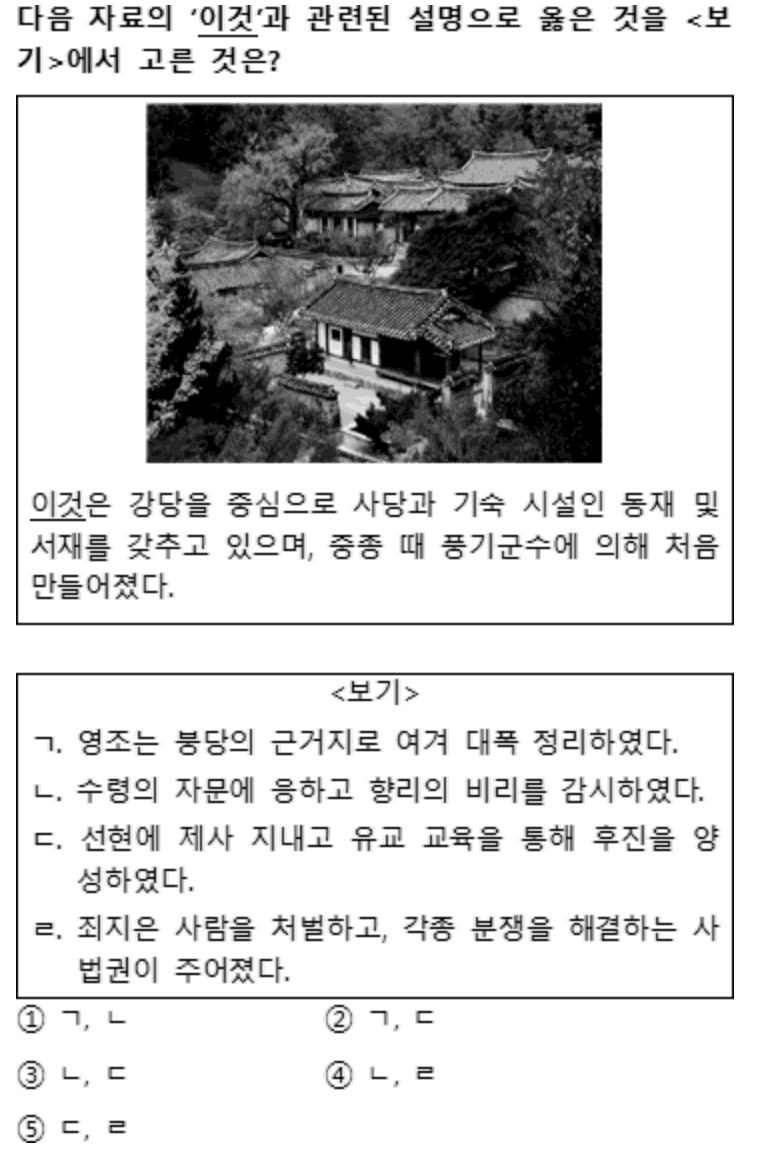 다음 자료의 ‘이것’과 관련된 설명으로 옳은 것을 <보
기>에서 고른 것은?
이것은 강당을 중심으로 사당과 기숙 시설인 동재 및
서재를 갖추고 있으며, 중종 때 풍기군수에 의해 처음
만들어졌다.
<보기>
ㄱ. 영조는 붕당의 근거지로 여겨 대폭 정리하였다.
ㄴ. 수령의 자문에 응하고 향리의 비리를 감시하였다.
ㄷ. 선현에 제사 지내고 유교 교육을 통해 후진을 양
성하였다.
ㄹ. 죄지은 사람을 처벌하고, 각종 분쟁을 해결하는 사
법권이 주어졌다.
① ㄱ, ㄴ ② ㄱ, ㄷ
③ ㄴ, ㄷ ④ ㄴ, ㄹ
⑤ ㄷ, ㄹ